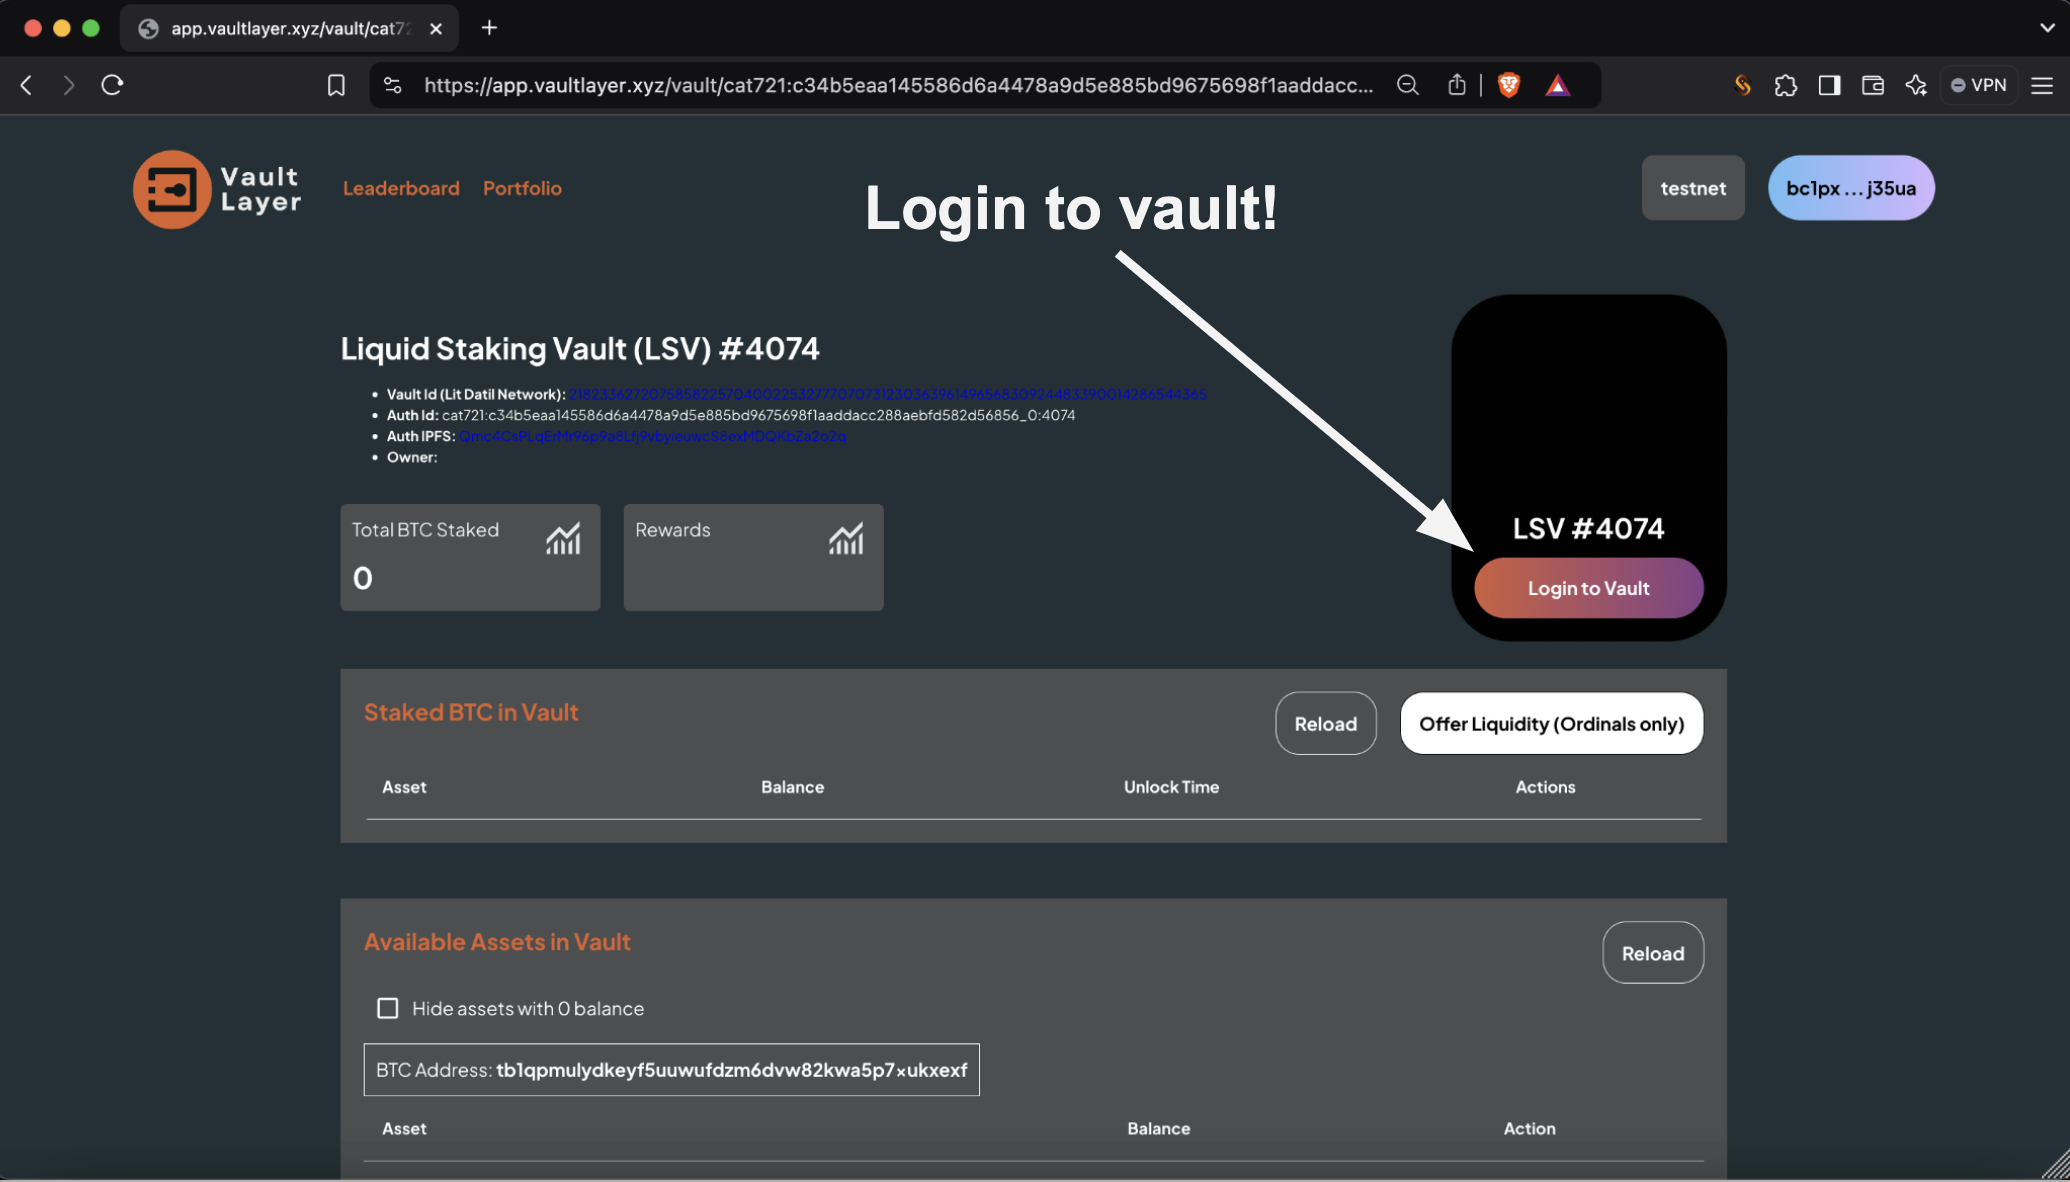 app.vaultlayer.xyz/vault/cat72
https://app.vaultlayer.xyz/vault/cat721:c34b5eaa145586d6a4478a9d5e885bd9675698f1aaddacc...
VPN
Vault
Layer
Leaderboard
Portfolio
Login to vault!
testnet
bc1px ... j35ua
Liquid Staking Vault (LSV) #4074
Vault Id (Lit Datil Network):
Auth Id: cat721:c34b5eaa145586d6a4478a9d5e885bd9675698f1aaddacc288aebfd582d56856_0:4074
Auth IPFS:
Owner:
Total BTC Staked
0
Rewards
LSV #4074
Login to Vault
Staked BTC in Vault
Reload
Offer Liquidity (Ordinals only)
Asset
Balance
Unlock Time
Actions
Available Assets in Vault
Reload
Hide assets with 0 balance
BTC Address: tb1qpmulydkeyf5uuwufdzm6dvw82kwa5p7xukxexf
Asset
Balance
Action